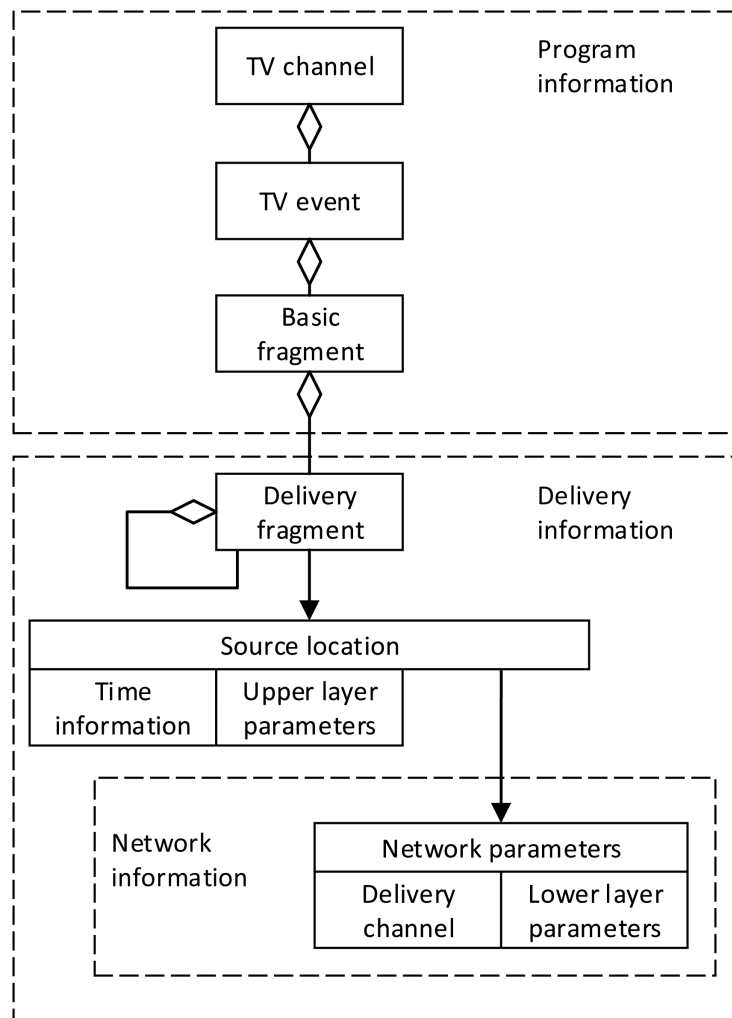 TV channel
Program
information
TV event
Basic
fragment
Delivery
fragment
Delivery
information
Source location
Time
information
Upper layer
parameters
Network
information
Network parameters
Delivery
channel
Lower layer
parameters